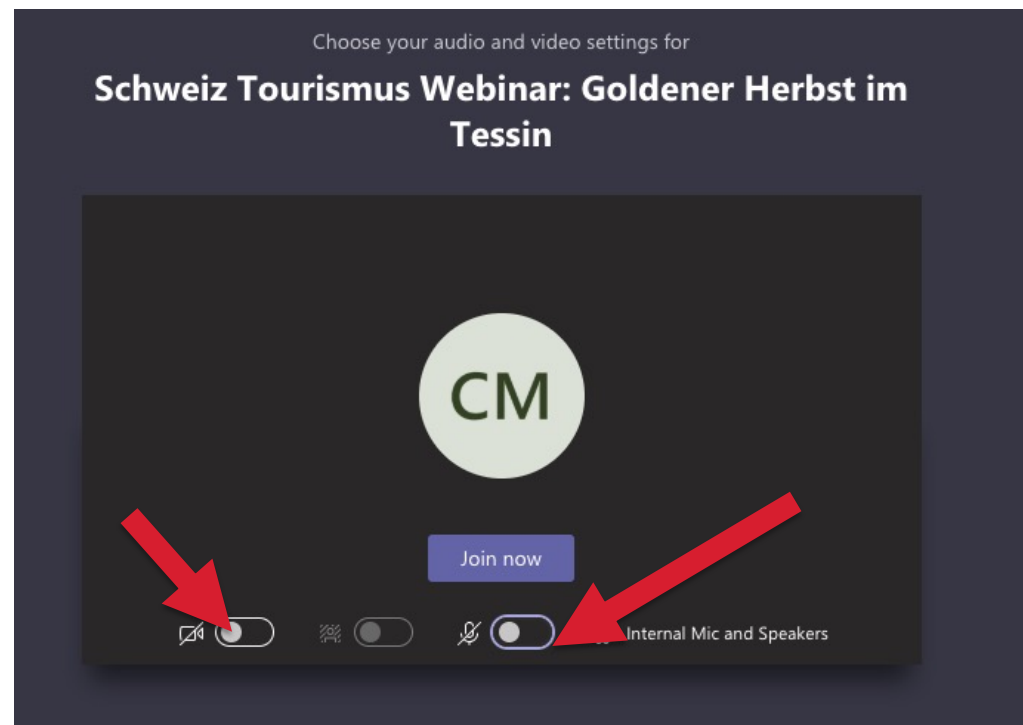 Choose your audio and video settings for
Schweiz Tourismus Webinar: Goldener Herbst im
Tessin
CM
Join now
Internal Mic and Speakers